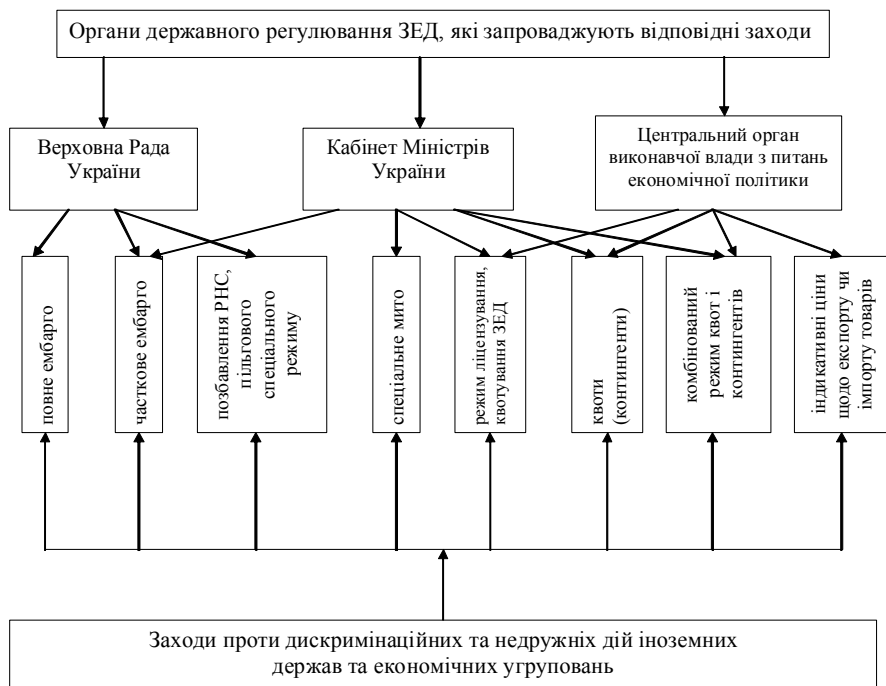 Органи державного регулювання ЗЕД, які запроваджують відповідні заходи
Верховна Рада
України
Кабінет Міністрів
України
Центральний орган
виконавчої влади з питань
економічної політики
повне ембарго
часткове ембарго
позбавлення РНС,
пільгового
спеціального
режиму
спеціальне мито
режим ліцензування,
квотування ЗЕД
квоти
(контингенти)
комбінований
режим квот і
контингентів
індикативні ціни
щодо експорту чи
імпорту товарів
Заходи проти дискримінаційних та недружніх дій іноземних
держав та економічних угруповань